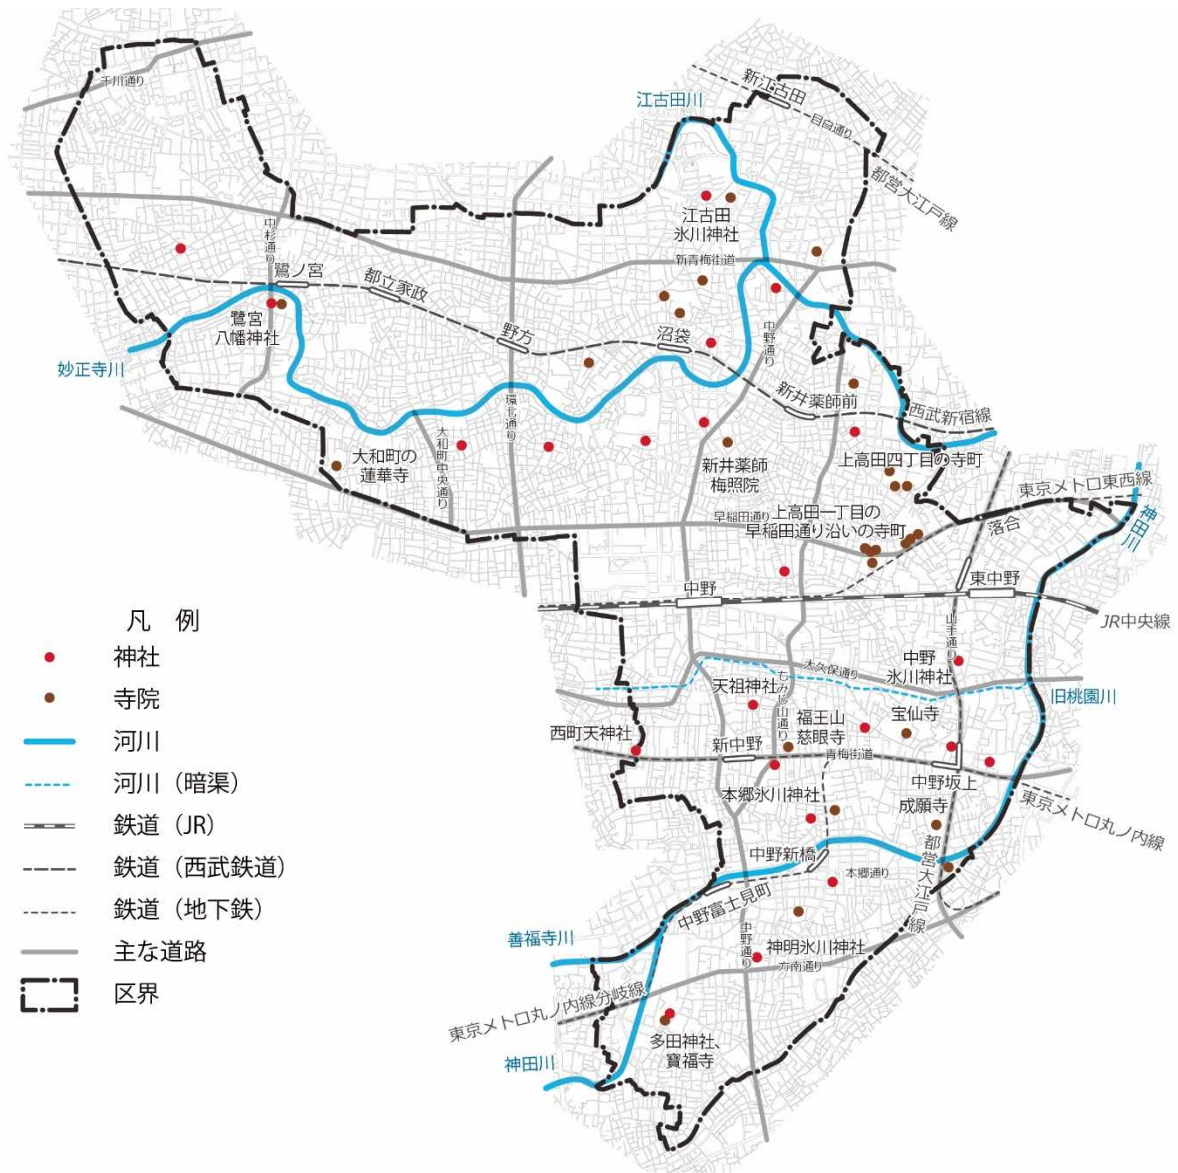 千川通り
江古田川
新江古田
目白通り
都営大江戸線
江古田
氷川神社
新青梅街道
中杉通り
鷺ノ宮
都立家政
鷺宮
八幡神社
野方
沼袋
中野通り
妙正寺川
新井薬師前
西武新宿線
環七通り
大和町の
蓮華寺
大和町中央通り
新井薬師
梅照院
上高田四丁目の寺町
東京メトロ東西線
早稲田通り
上高田一丁目の
早稲田通り沿いの寺町
落合
神田川
中野
東中野
JR中央線
山手通り
中野
氷川神社
大久保通り
もみじ山通り
天祖神社
旧桃園川
西町天神社
福王山
慈眼寺
宝仙寺
新中野
青梅街道
中野坂上
本郷氷川神社
成願寺
東京メトロ丸ノ内線
中野新橋
本郷通り
都営大江戸線
中野富士見町
善福寺川
中野通り
神明氷川神社
方南通り
東京メトロ丸ノ内線分岐線
多田神社、
寶福寺
神田川
凡 例
神社
寺院
河川
河川（暗渠）
鉄道（JR）
鉄道（西武鉄道）
鉄道（地下鉄）
主な道路
区界